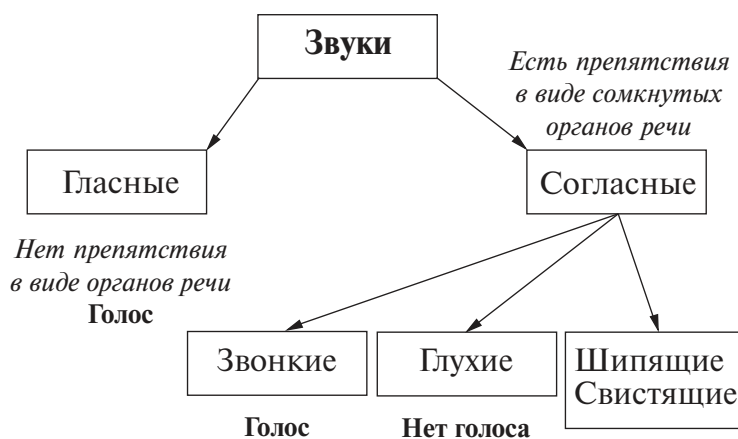 Звуки
Есть препятствия
в виде сомкнутых
органов речи
Гласные
Согласные
Нет препятствия
в виде органов речи
Голос
Звонкие
Глухие
Шипящие
Свистящие
Голос
Нет голоса